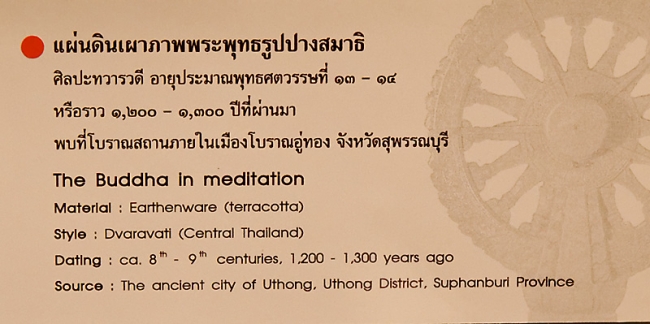 แผ่นดินเผาภาพพระพุทธรูปปางสมาธิ
ศิลปะทวารวดี อายุประมาณพุทธศตวรรษที่ ๑๓ - ๑๔
หรือราว ๑,๒๐๐ - ๑,๓๐๐ ปีที่ผ่านมา
พบที่โบราณสถานภายในเมืองโบราณอู่ทอง จังหวัดสุพรรณบุรี
The Buddha in meditation
Material : Earthenware (terracotta)
Style : Dvaravati (Central Thailand)
Dating : ca. 8th - 9th centuries, 1,200 - 1,300 years ago
Source : The ancient city of Uthong, Uthong District, Suphanburi Province